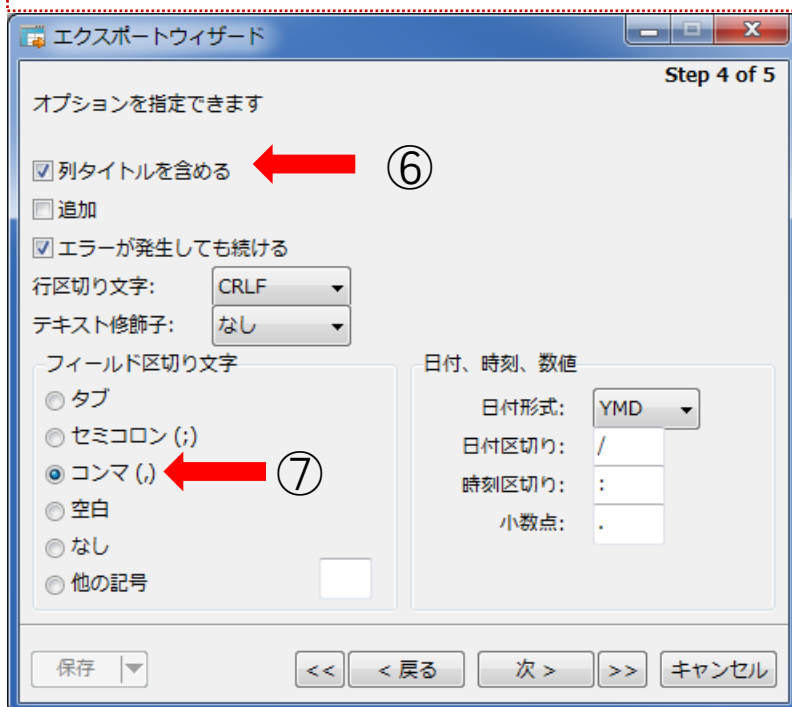 エクスポートウィザード
Step 4 of 5
オプションを指定できます
列タイトルを含める ⑥
追加
エラーが発生しても続ける
行区切り文字: CRLF
テキスト修飾子: なし
フィールド区切り文字
タブ
セミコロン (;)
コンマ (,) ⑦
空白
なし
他の記号
日付、時刻、数値
日付形式: YMD
日付区切り: /
時刻区切り: :
小数点: .
保存 << < 戻る 次 > >> キャンセル